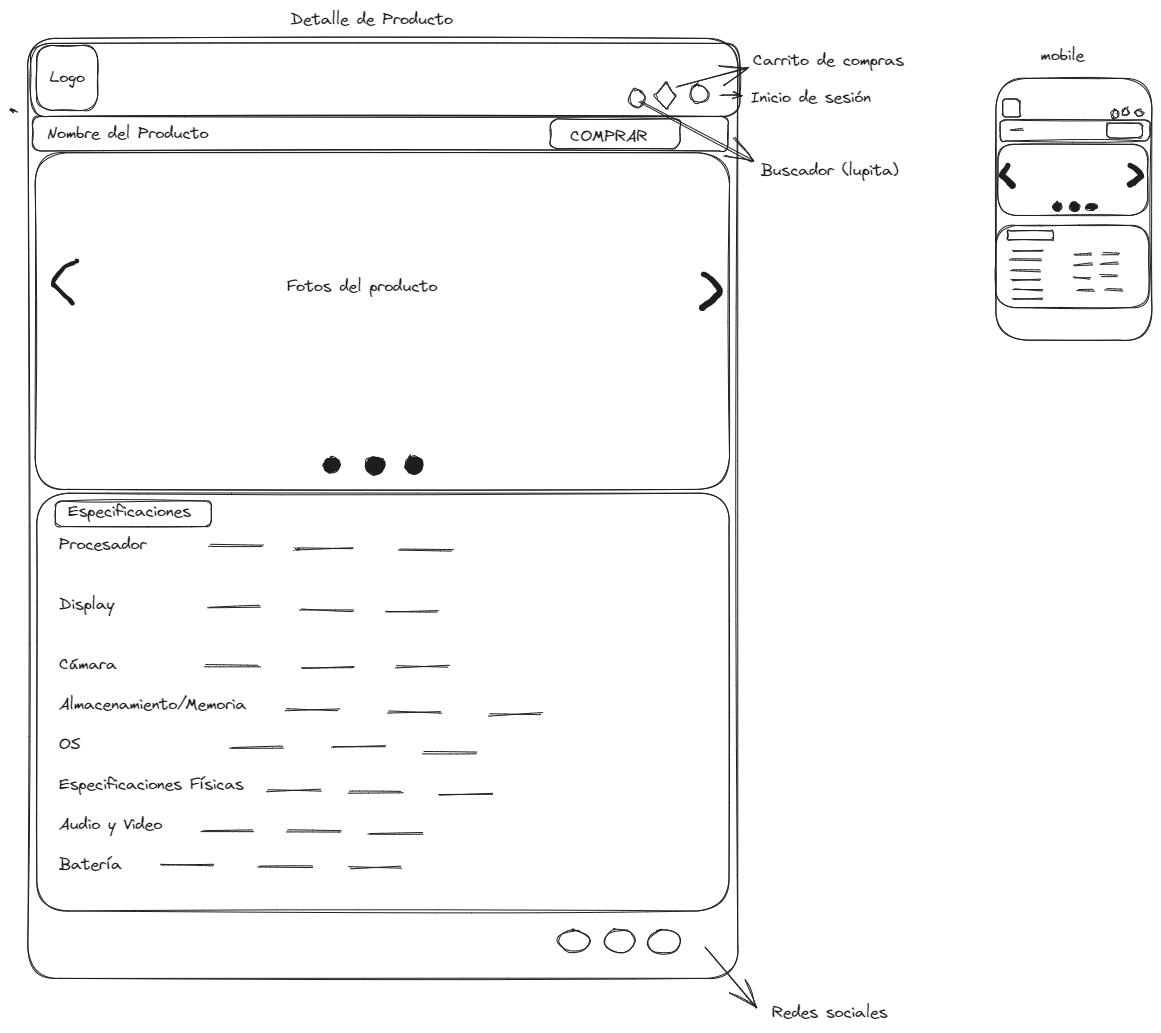 Detalle de Producto
mobile
Logo
Carrito de compras
Inicio de sesión
Nombre del Producto
COMPRAR
Buscador (lupita)
Fotos del producto
Especificaciones
Procesador
Display
Cámara
Almacenamiento/Memoria
OS
Especificaciones Físicas
Audio y Video
Batería
Redes sociales